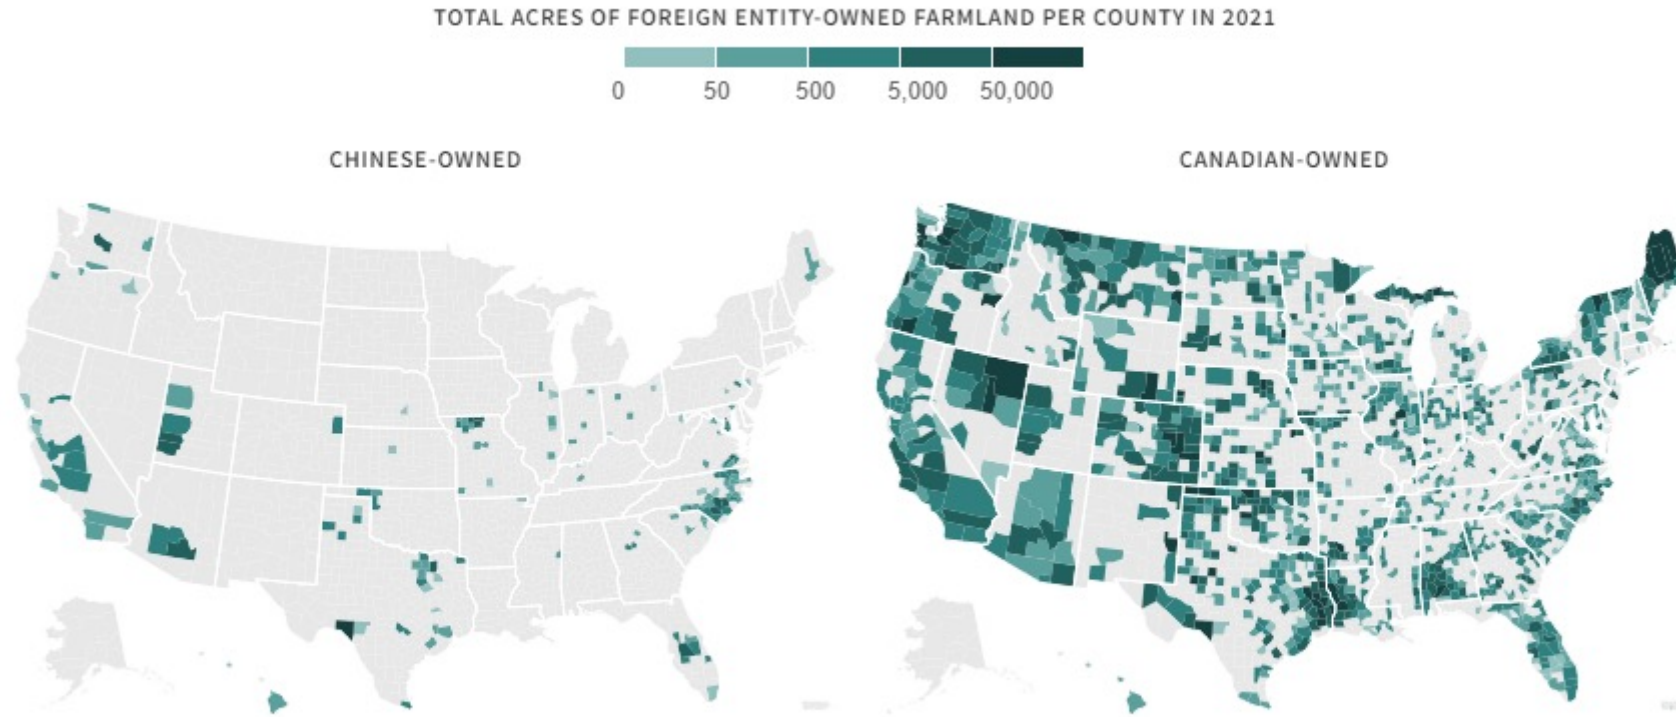 TOTAL ACRES OF FOREIGN ENTITY-OWNED FARMLAND PER COUNTY IN 2021
0 50 500 5,000 50,000
CHINESE-OWNED CANADIAN-OWNED